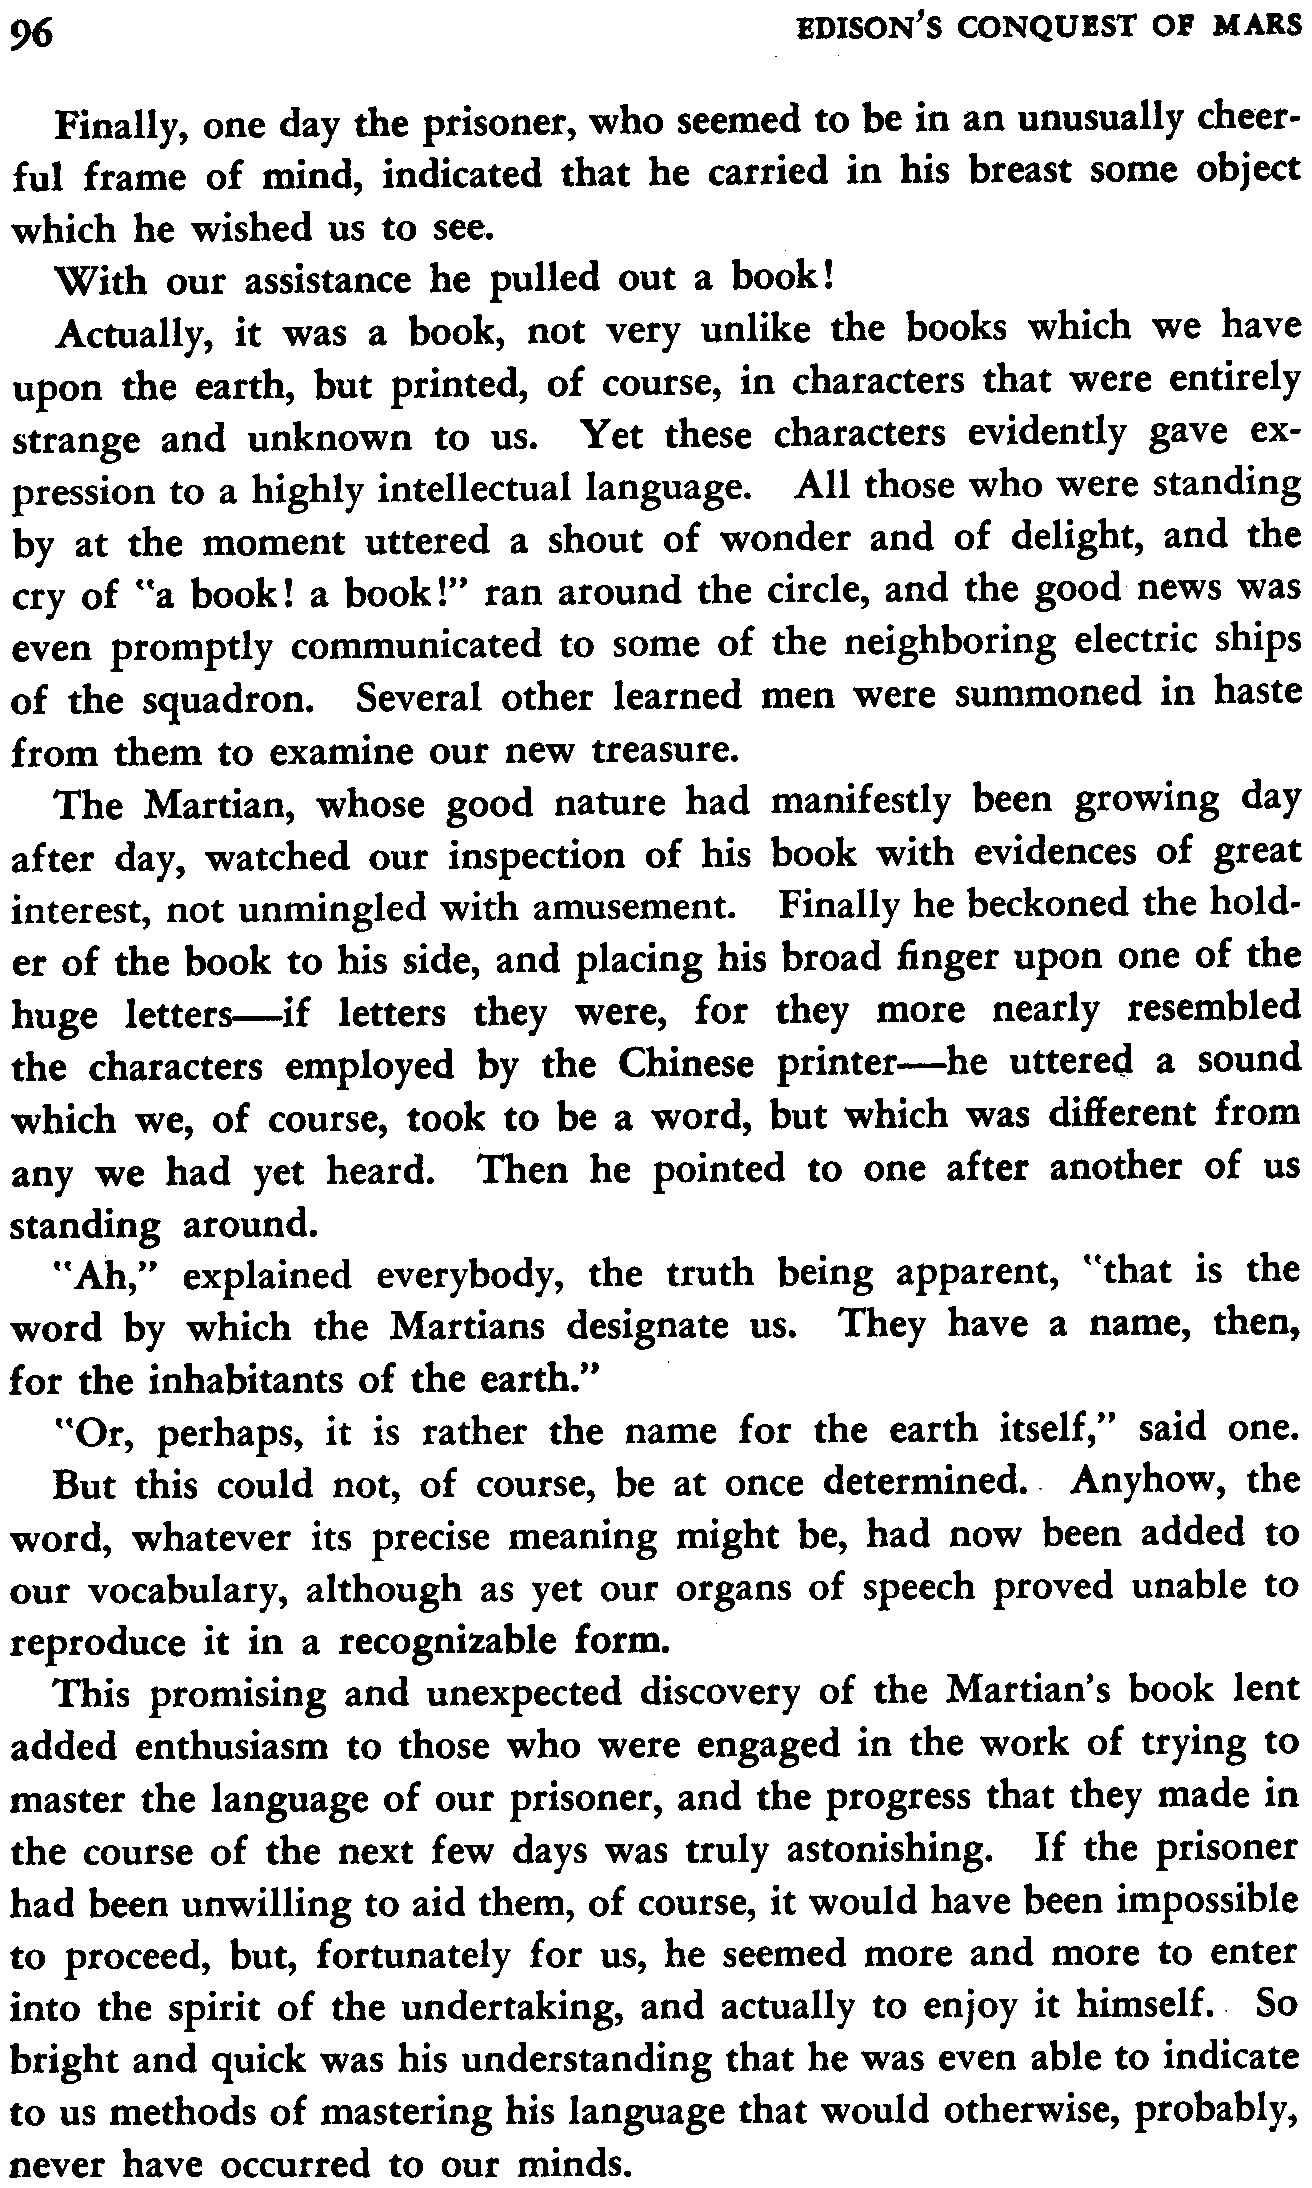 96 EDISON'S CONQUEST OF MARS
Finally, one day the prisoner, who seemed to be in an unusually cheer-
ful frame of mind, indicated that he carried in his breast some object
which he wished us to see.
With our assistance he pulled out a book!
Actually, it was a book, not very unlike the books which we have
upon the earth, but printed, of course, in characters that were entirely
strange and unknown to us. Yet these characters evidently gave ex-
pression to a highly intellectual language. All those who were standing
by at the moment uttered a shout of wonder and of delight, and the
cry of "a book! a book!" ran around the circle, and the good news was
even promptly communicated to some of the neighboring electric ships
of the squadron. Several other learned men were summoned in haste
from them to examine our new treasure.
The Martian, whose good nature had manifestly been growing day
after day, watched our inspection of his book with evidences of great
interest, not unmingled with amusement. Finally he beckoned the hold-
er of the book to his side, and placing his broad finger upon one of the
huge letters—if letters they were, for they more nearly resembled
the characters employed by the Chinese printer—he uttered a sound
which we, of course, took to be a word, but which was different from
any we had yet heard. Then he pointed to one after another of us
standing around.
"Ah," explained everybody, the truth being apparent, "that is the
word by which the Martians designate us. They have a name, then,
for the inhabitants of the earth."
"Or, perhaps, it is rather the name for the earth itself," said one.
But this could not, of course, be at once determined. Anyhow, the
word, whatever its precise meaning might be, had now been added to
our vocabulary, although as yet our organs of speech proved unable to
reproduce it in a recognizable form.
This promising and unexpected discovery of the Martian's book lent
added enthusiasm to those who were engaged in the work of trying to
master the language of our prisoner, and the progress that they made in
the course of the next few days was truly astonishing. If the prisoner
had been unwilling to aid them, of course, it would have been impossible
to proceed, but, fortunately for us, he seemed more and more to enter
into the spirit of the undertaking, and actually to enjoy it himself. So
bright and quick was his understanding that he was even able to indicate
to us methods of mastering his language that would otherwise, probably,
never have occurred to our minds.